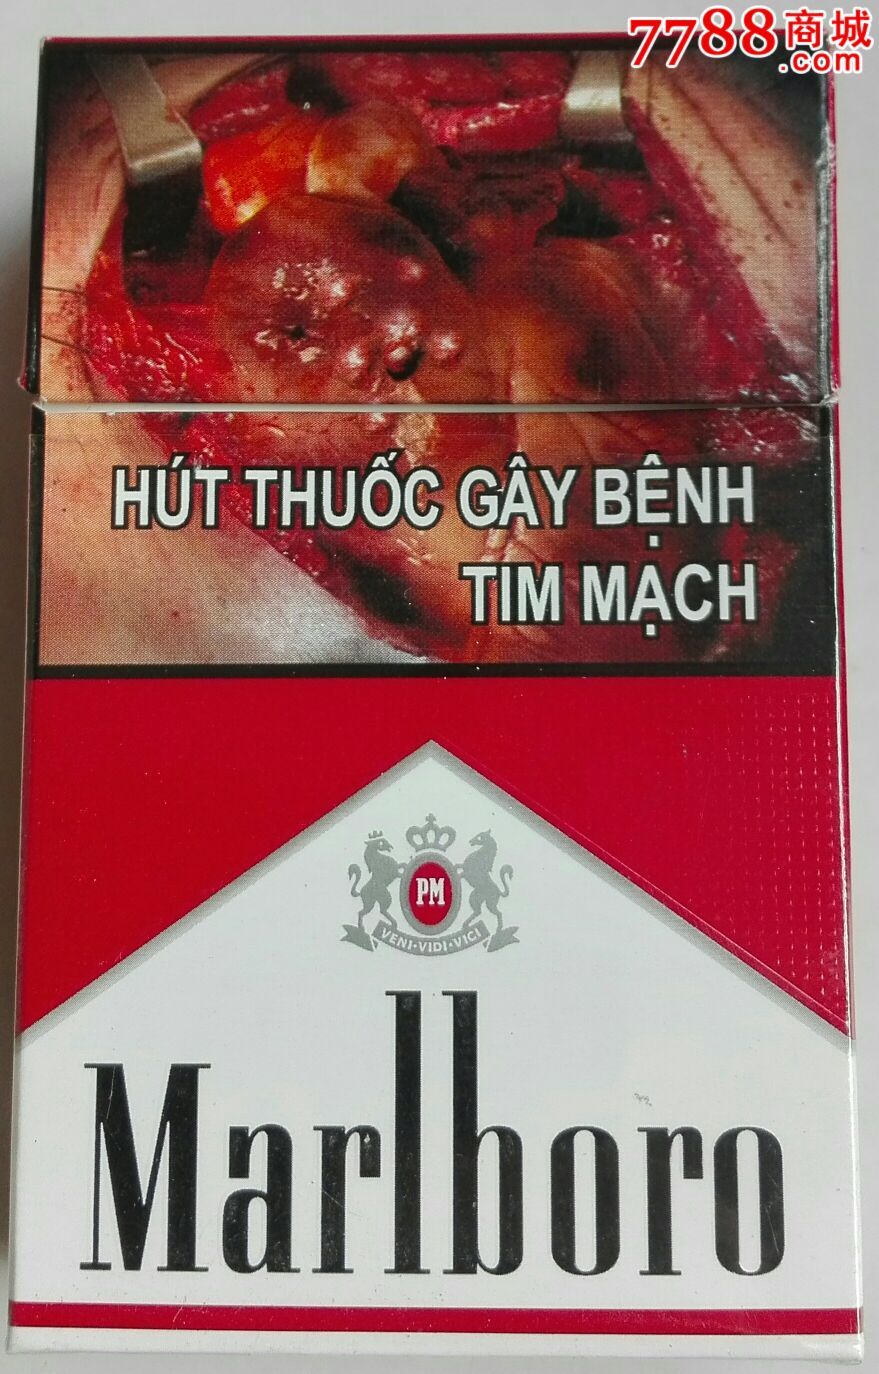 7788商城
.com
HÚT THUỐC GÂY BỆNH
TIM MẠCH
PM
VENI·VIDI·VICI
Marlboro